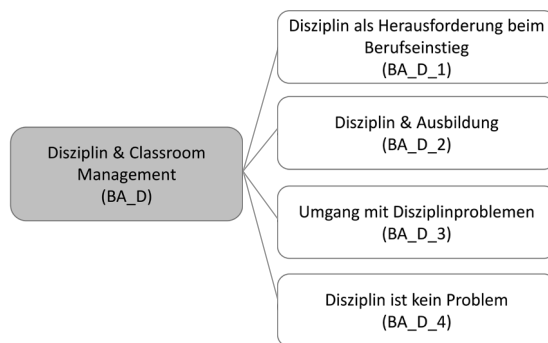 Disziplin & Classroom
Management
(BA_D)
Disziplin als Herausforderung beim
Berufseinstieg
(BA_D_1)
Disziplin & Ausbildung
(BA_D_2)
Umgang mit Disziplinproblemen
(BA_D_3)
Disziplin ist kein Problem
(BA_D_4)